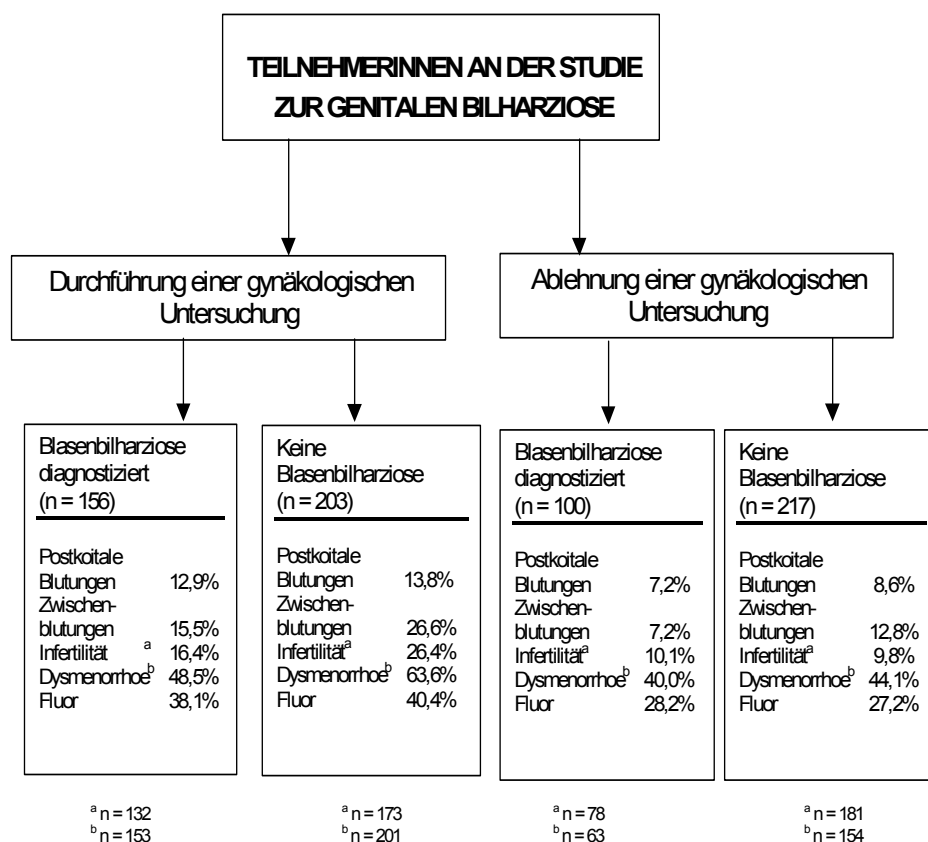 TEILNEHMERINNEN AN DER STUDIE
ZUR GENITALEN BILHARZIOSE
Durchführung einer gynäkologischen
Untersuchung
Ablehnung einer gynäkologischen
Untersuchung
Blasenbilharziose
diagnostiziert
(n = 156)
Postkoitale
Blutungen 12,9%
Zwischen-
blutungen 15,5%
Infertilität a 16,4%
Dysmenorrhoe b 48,5%
Fluor 38,1%
a n = 132
b n = 153
Keine
Blasenbilharziose
(n = 203)
Postkoitale
Blutungen 13,8%
Zwischen-
blutungen 26,6%
Infertilität a 26,4%
Dysmenorrhoe b 63,6%
Fluor 40,4%
a n = 173
b n = 201
Blasenbilharziose
diagnostiziert
(n = 100)
Postkoitale
Blutungen 7,2%
Zwischen-
blutungen 7,2%
Infertilität a 10,1%
Dysmenorrhoe b 40,0%
Fluor 28,2%
a n = 78
b n = 63
Keine
Blasenbilharziose
(n = 217)
Postkoitale
Blutungen 8,6%
Zwischen-
blutungen 12,8%
Infertilität a 9,8%
Dysmenorrhoe b 44,1%
Fluor 27,2%
a n = 181
b n = 154